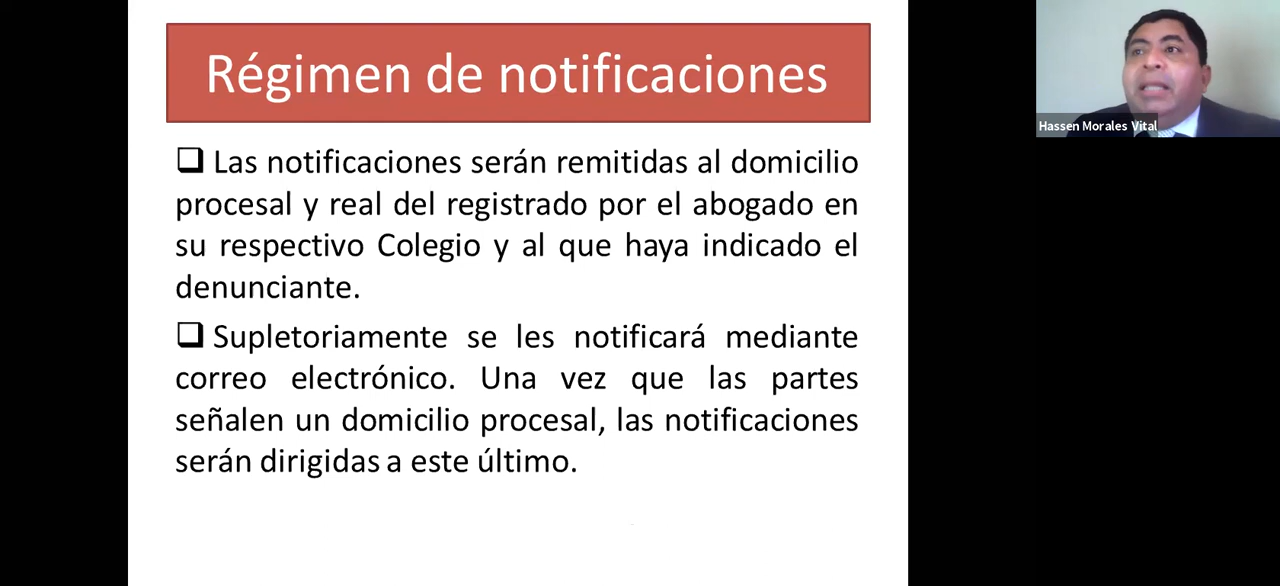 Régimen de notificaciones
Las notificaciones serán remitidas al domicilio
procesal y real del registrado por el abogado en
su respectivo Colegio y al que haya indicado el
denunciante.
Supletoriamente se les notificará mediante
correo electrónico. Una vez que las partes
señalen un domicilio procesal, las notificaciones
serán dirigidas a este último.
Hassen Morales Vital